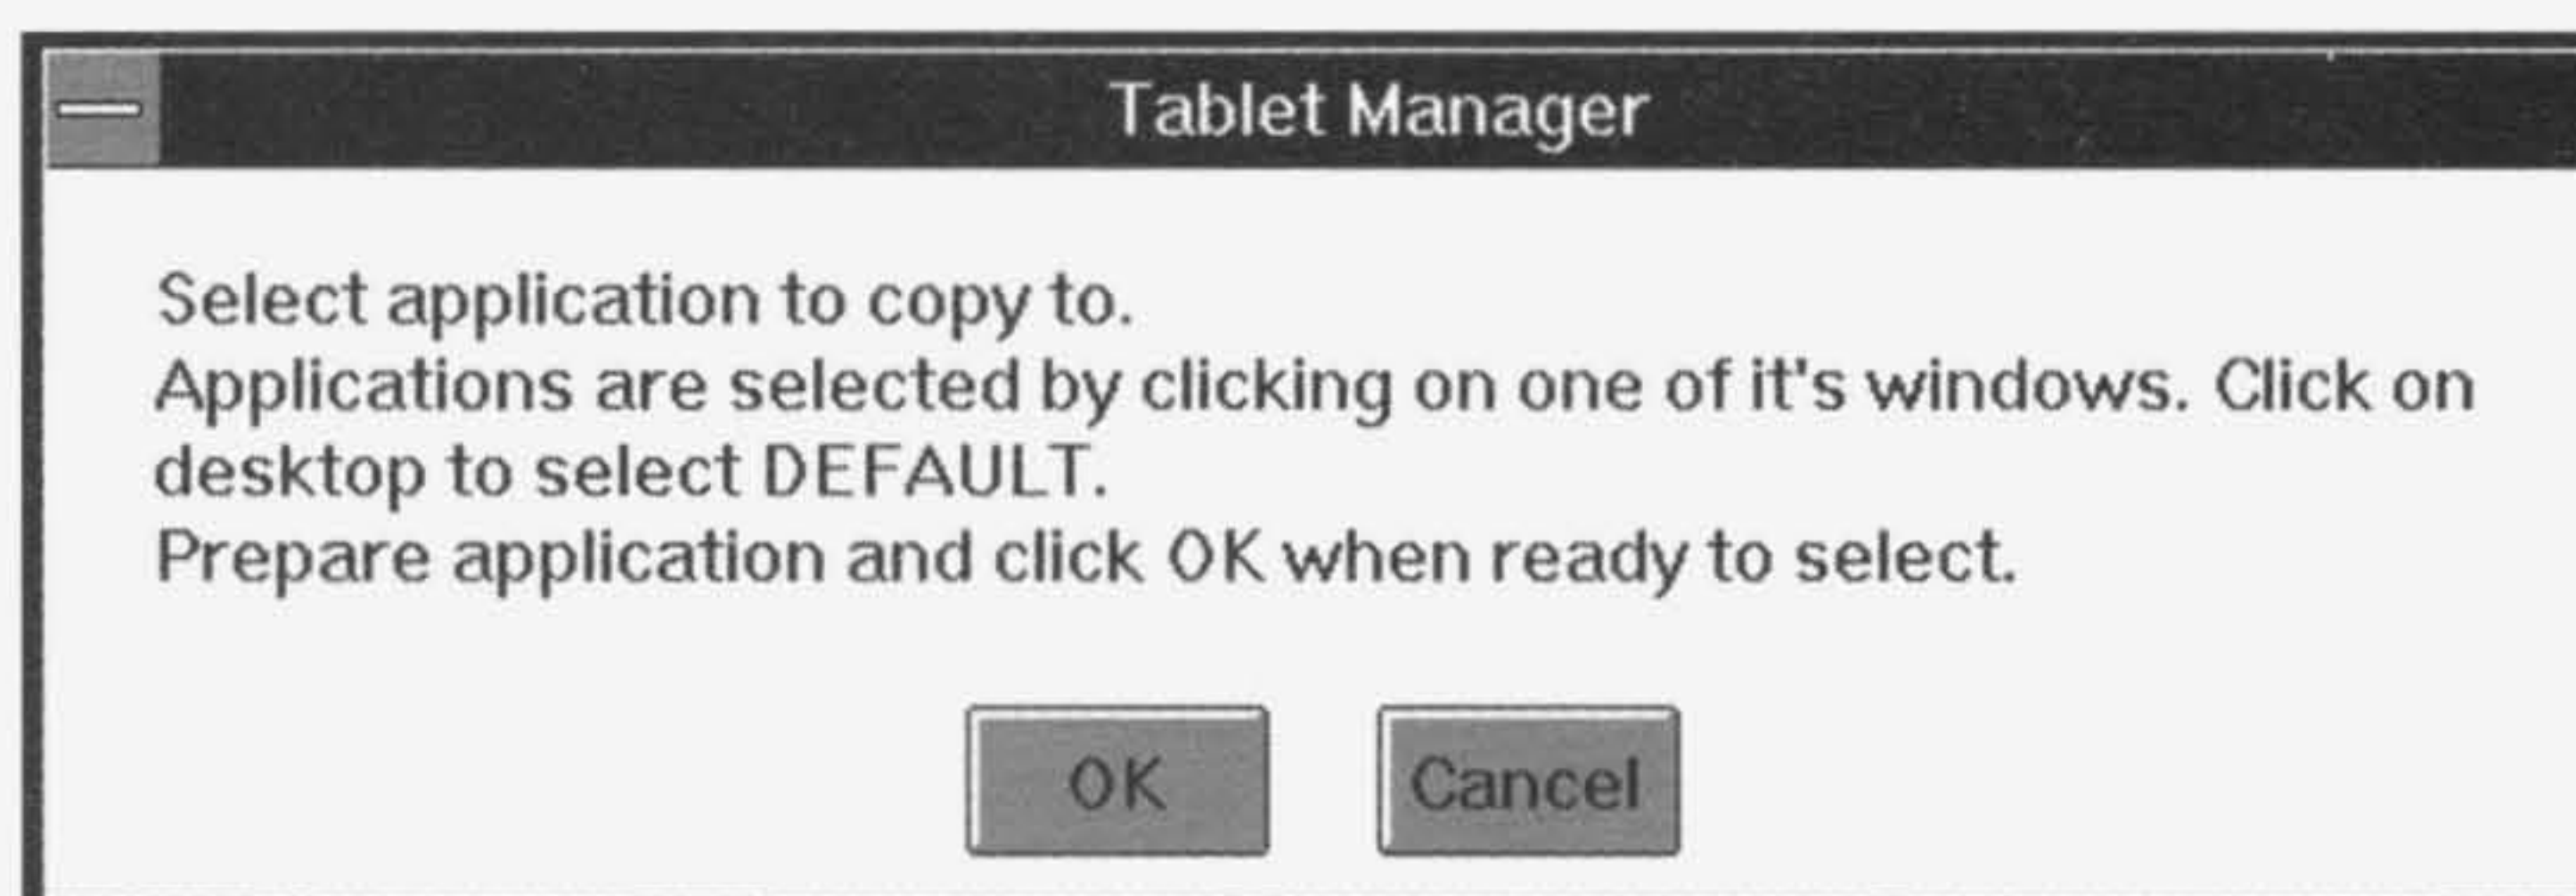 Tablet Manager
Select application to copy to.
Applications are selected by clicking on one of it's windows. Click on
desktop to select DEFAULT.
Prepare application and click OK when ready to select.
OK Cancel